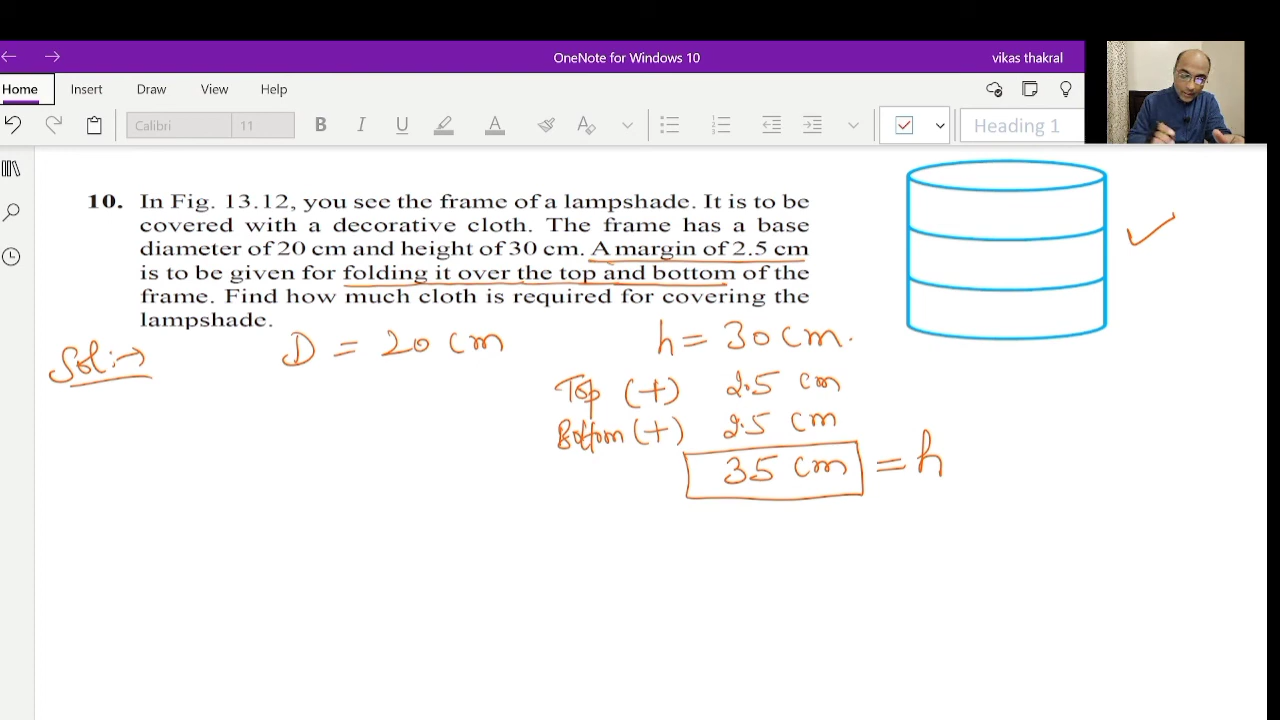 OneNote for Windows 10
vikas thakral
Home Insert Draw View Help
Calibri 11 B I U A A Heading 1
10. In Fig. 13.12, you see the frame of a lampshade. It is to be
covered with a decorative cloth. The frame has a base
diameter of 20 cm and height of 30 cm. A margin of 2.5 cm
is to be given for folding it over the top and bottom of the
frame. Find how much cloth is required for covering the
lampshade.
Sol:→ D = 20 cm h = 30 cm.
Top (+) 2.5 cm
Bottom (+) 2.5 cm
35 cm = h